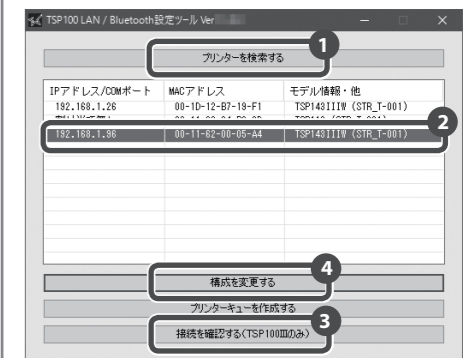 TSP100 LAN / Bluetooth設定ツール Ver
1
プリンターを検索する
IPアドレス/COMポート MACアドレス モデル情報・他
192.168.1.26 00-1D-12-B7-19-F1 TSP143IIIW (STR_T-001)
2
192.168.1.96 00-11-62-00-05-A4 TSP143IIIW (STR_T-001)
4
構成を変更する
プリンターキューを作成する
3
接続を確認する(TSP100Ⅲのみ)